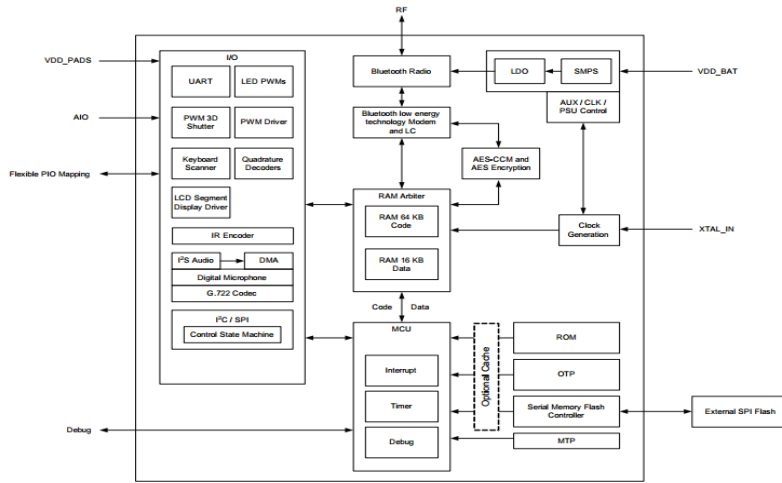 RF
VDD_PADS
AIO
Flexible PIO Mapping
Debug
I/O
UART
LED PWMs
PWM 3D
Shutter
PWM Driver
Keyboard
Scanner
Quadrature
Decoders
LCD Segment
Display Driver
IR Encoder
I²S Audio
DMA
Digital Microphone
G.722 Codec
I²C / SPI
Control State Machine
Bluetooth Radio
Bluetooth low energy
technology Modem
and LC
AES-CCM and
AES Encryption
RAM Arbiter
RAM 64 KB
Code
RAM 16 KB
Data
Code
Data
MCU
Interrupt
Timer
Debug
LDO
SMPS
AUX / CLK /
PSU Control
Clock
Generation
Optional Cache
ROM
OTP
Serial Memory Flash
Controller
MTP
VDD_BAT
XTAL_IN
External SPI Flash